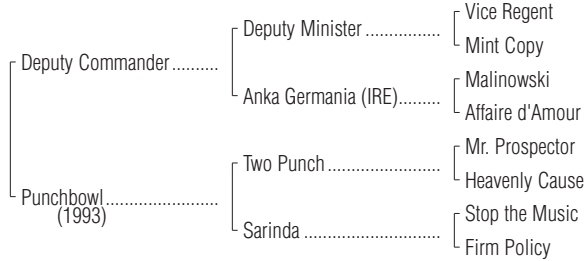 Vice Regent
Deputy Minister ................
Mint Copy
Deputy Commander..........
Malinowski
Anka Germania (IRE).........
Affaire d'Amour
Mr. Prospector
Two Punch .........................
Heavenly Cause
Punchbowl.........................
(1993)
Stop the Music
Sarinda ..............................
Firm Policy